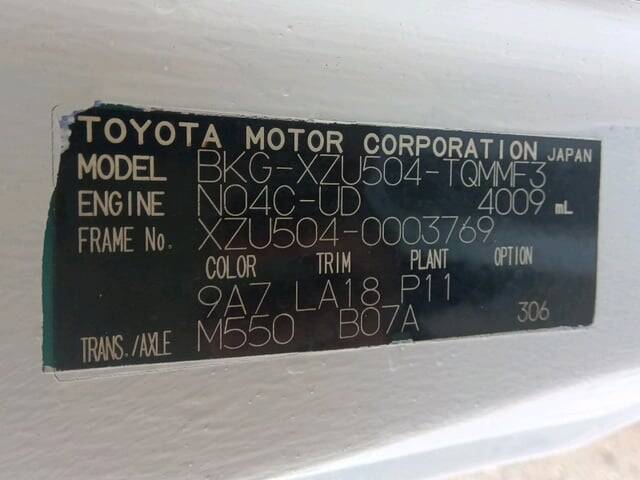 TOYOTA MOTOR CORPORATION JAPAN
MODEL BKG-XZU504-TQMMF3
ENGINE N04C-UD 4009 mL
FRAME No. XZU504-0003769
COLOR TRIM PLANT OPTION
9A7 LA18 P11
TRANS./AXLE M550 B07A 306